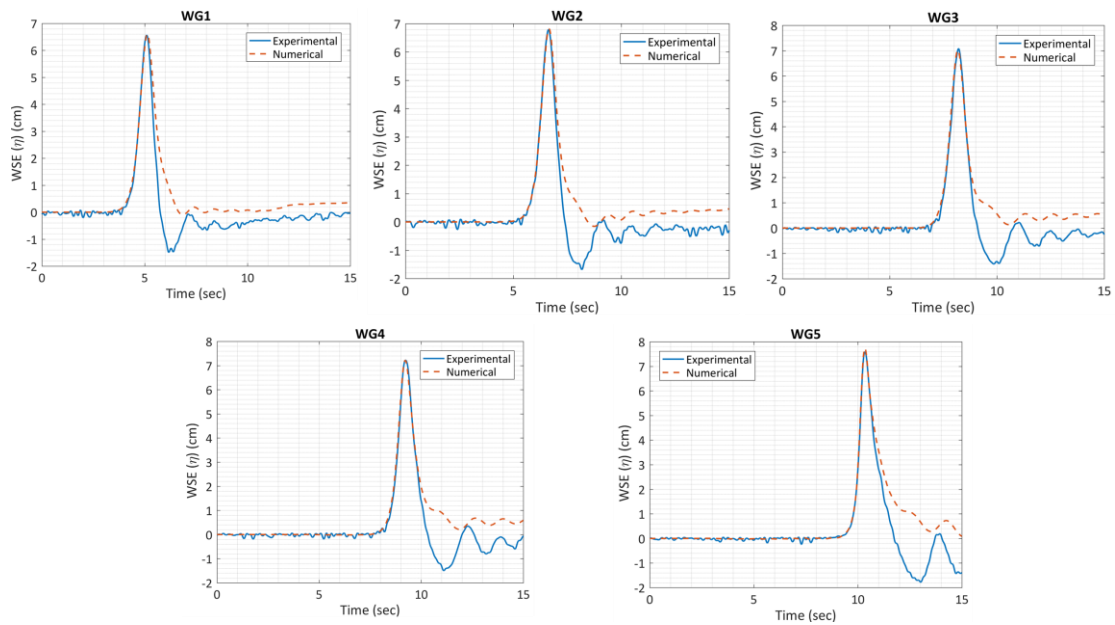 WG1
7
6
5
4
3
2
1
0
-1
-2
WSE (η) (cm)
0
5
10
15
Time (sec)
Experimental
Numerical
WG2
7
6
5
4
3
2
1
0
-1
-2
WSE (η) (cm)
0
5
10
15
Time (sec)
Experimental
Numerical
WG3
8
7
6
5
4
3
2
1
0
-1
-2
WSE (η) (cm)
0
5
10
15
Time (sec)
Experimental
Numerical
WG4
8
7
6
5
4
3
2
1
0
-1
-2
WSE (η) (cm)
0
5
10
15
Time (sec)
Experimental
Numerical
WG5
8
7
6
5
4
3
2
1
0
-1
-2
WSE (η) (cm)
0
5
10
15
Time (sec)
Experimental
Numerical